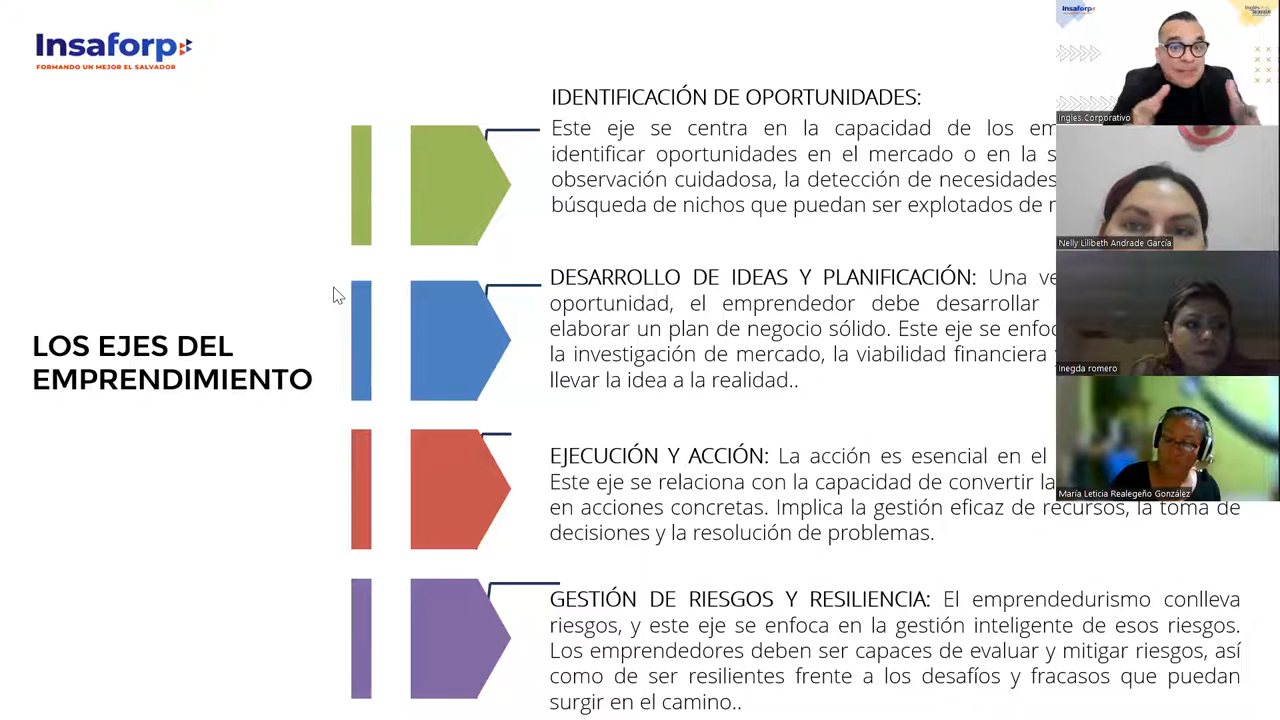 Insaforp
FORMANDO UN MEJOR EL SALVADOR
LOS EJES DEL
EMPRENDIMIENTO
IDENTIFICACIÓN DE OPORTUNIDADES:
Este eje se centra en la capacidad de los
identificar oportunidades en el mercado o en la
observación cuidadosa, la detección de necesidades
búsqueda de nichos que puedan ser explotados de
DESARROLLO DE IDEAS Y PLANIFICACIÓN: Una
oportunidad, el emprendedor debe desarrollar
elaborar un plan de negocio sólido. Este eje se
la investigación de mercado, la viabilidad financiera
llevar la idea a la realidad..
EJECUCIÓN Y ACCIÓN: La acción es esencial en el
Este eje se relaciona con la capacidad de convertir
en acciones concretas. Implica la gestión eficaz de recursos, la toma de
decisiones y la resolución de problemas.
GESTIÓN DE RIESGOS Y RESILIENCIA: El emprendedurismo conlleva
riesgos, y este eje se enfoca en la gestión inteligente de esos riesgos.
Los emprendedores deben ser capaces de evaluar y mitigar riesgos, así
como de ser resilientes frente a los desafíos y fracasos que puedan
surgir en el camino..
Insaforp
Ingles Corporativo
Nelly Lilibeth Andrade García
Inegda romero
María Leticia Realegeño González